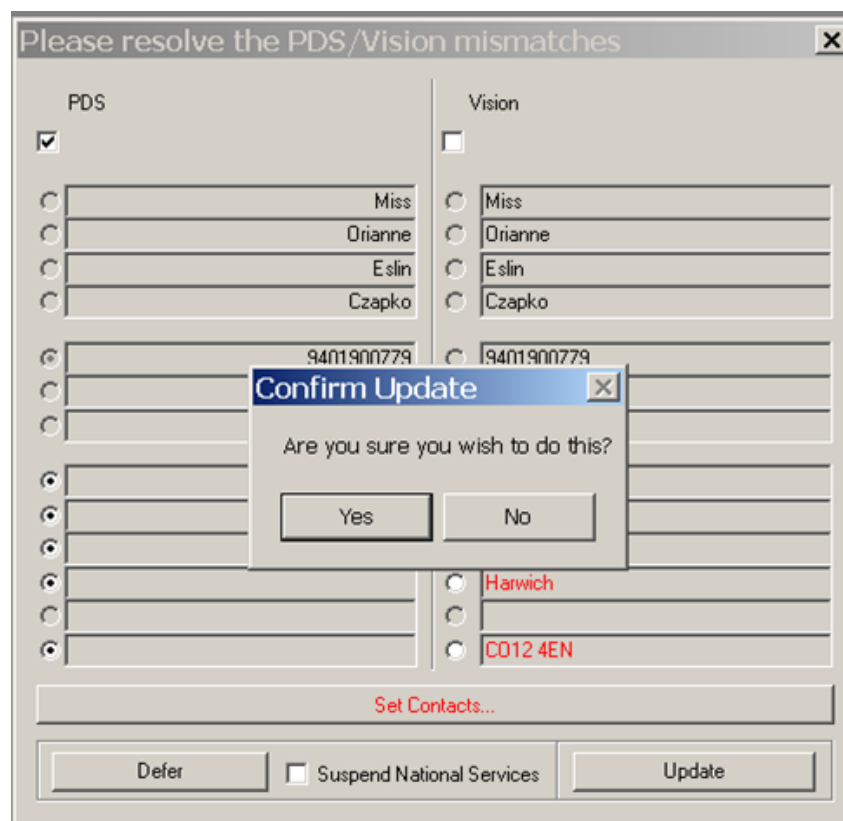 Please resolve the PDS/Vision mismatches
PDS Vision
Miss Miss
Orianne Orianne
Eslin Eslin
Czapko Czapko
9401900779 9401900779
Confirm Update
Are you sure you wish to do this?
Yes No
Harwich
CO12 4EN
Set Contacts...
Defer Suspend National Services Update